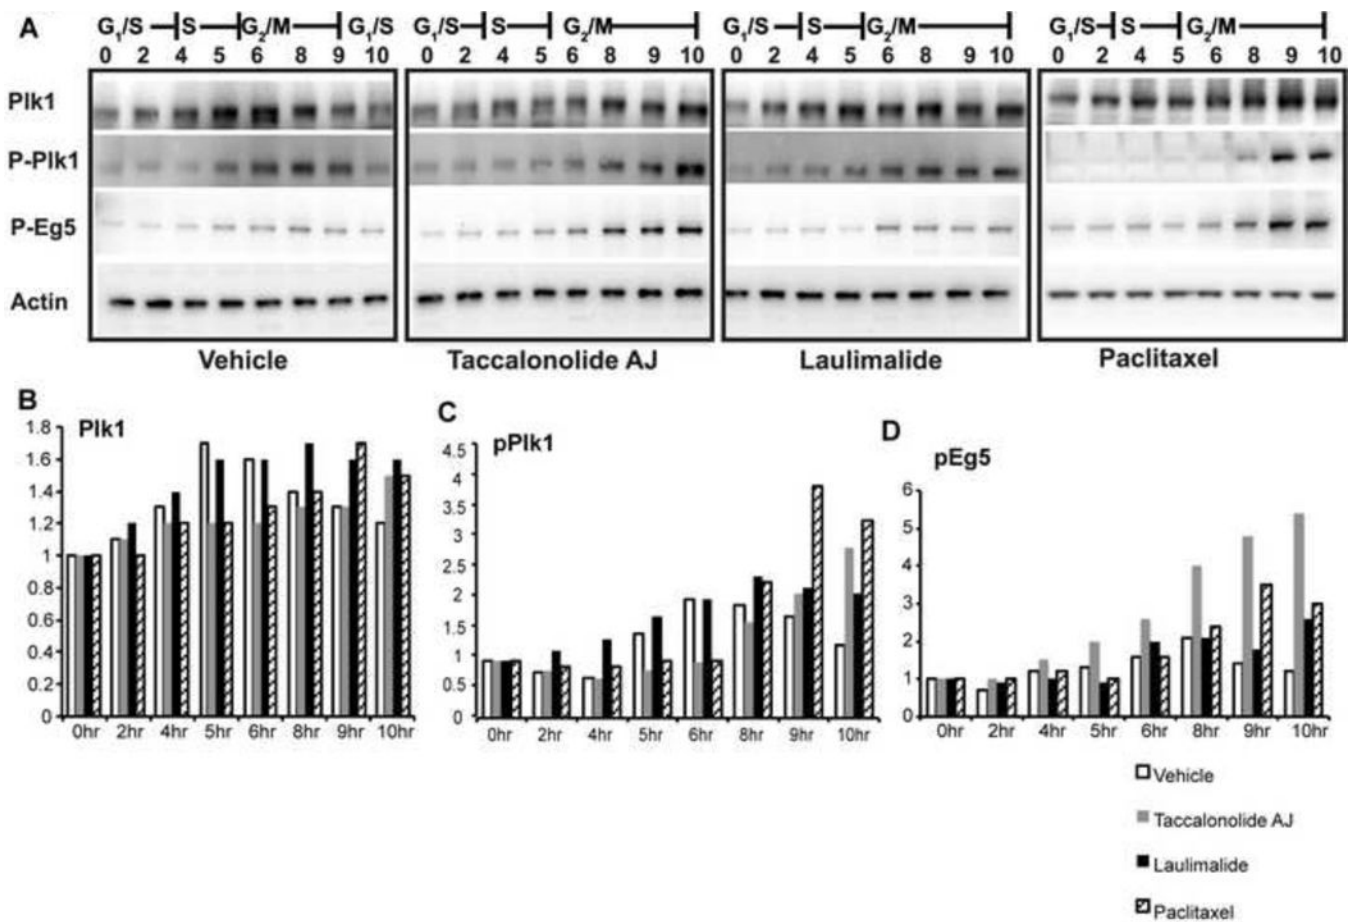 A
G1/S S G2/M G1/S
G1/S S G2/M
G1/S S G2/M
G1/S S G2/M
0 2 4 5 6 8 9 10
0 2 4 5 6 8 9 10
0 2 4 5 6 8 9 10
0 2 4 5 6 8 9 10
Plk1
P-Plk1
P-Eg5
Actin
Vehicle
Taccalonolide AJ
Laulimalide
Paclitaxel
B
Plk1
1.8
1.6
1.4
1.2
1
0.8
0.6
0.4
0.2
0
0hr 2hr 4hr 5hr 6hr 8hr 9hr 10hr
C
pPlk1
4.5
4
3.5
3
2.5
2
1.5
1
0.5
0
0hr 2hr 4hr 5hr 6hr 8hr 9hr 10hr
D
pEg5
6
5
4
3
2
1
0
0hr 2hr 4hr 5hr 6hr 8hr 9hr 10hr
Vehicle
Taccalonolide AJ
Laulimalide
Paclitaxel